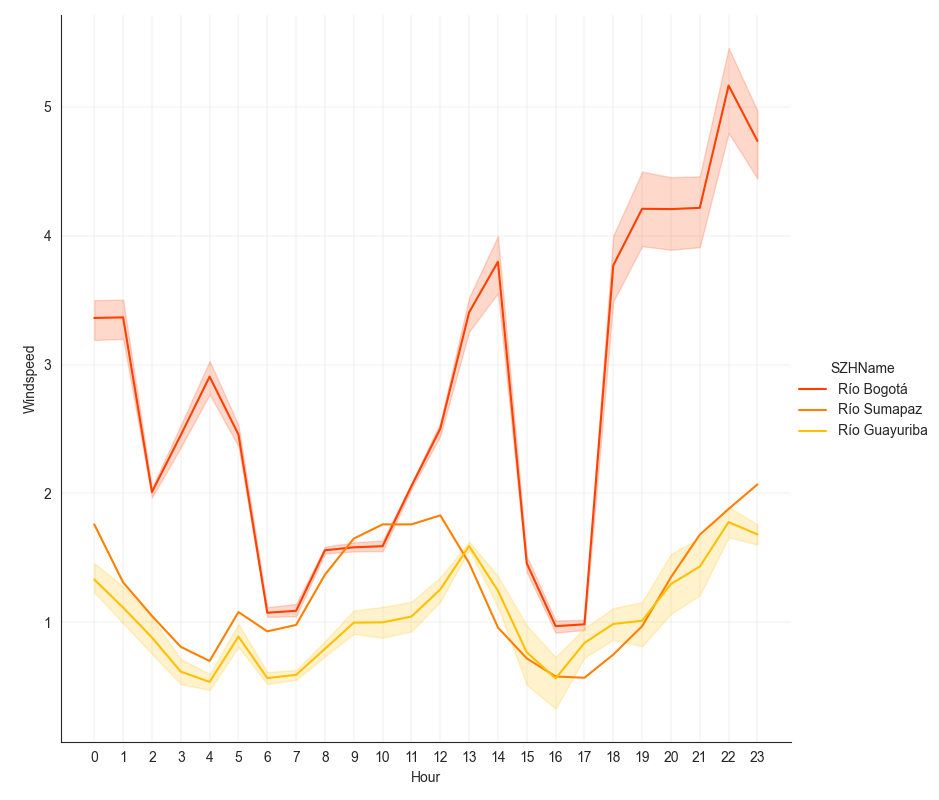 5
4
3
2
1
Windspeed
0 1 2 3 4 5 6 7 8 9 10 11 12 13 14 15 16 17 18 19 20 21 22 23
Hour
SZHName
Río Bogotá
Río Sumapaz
Río Guayuriba